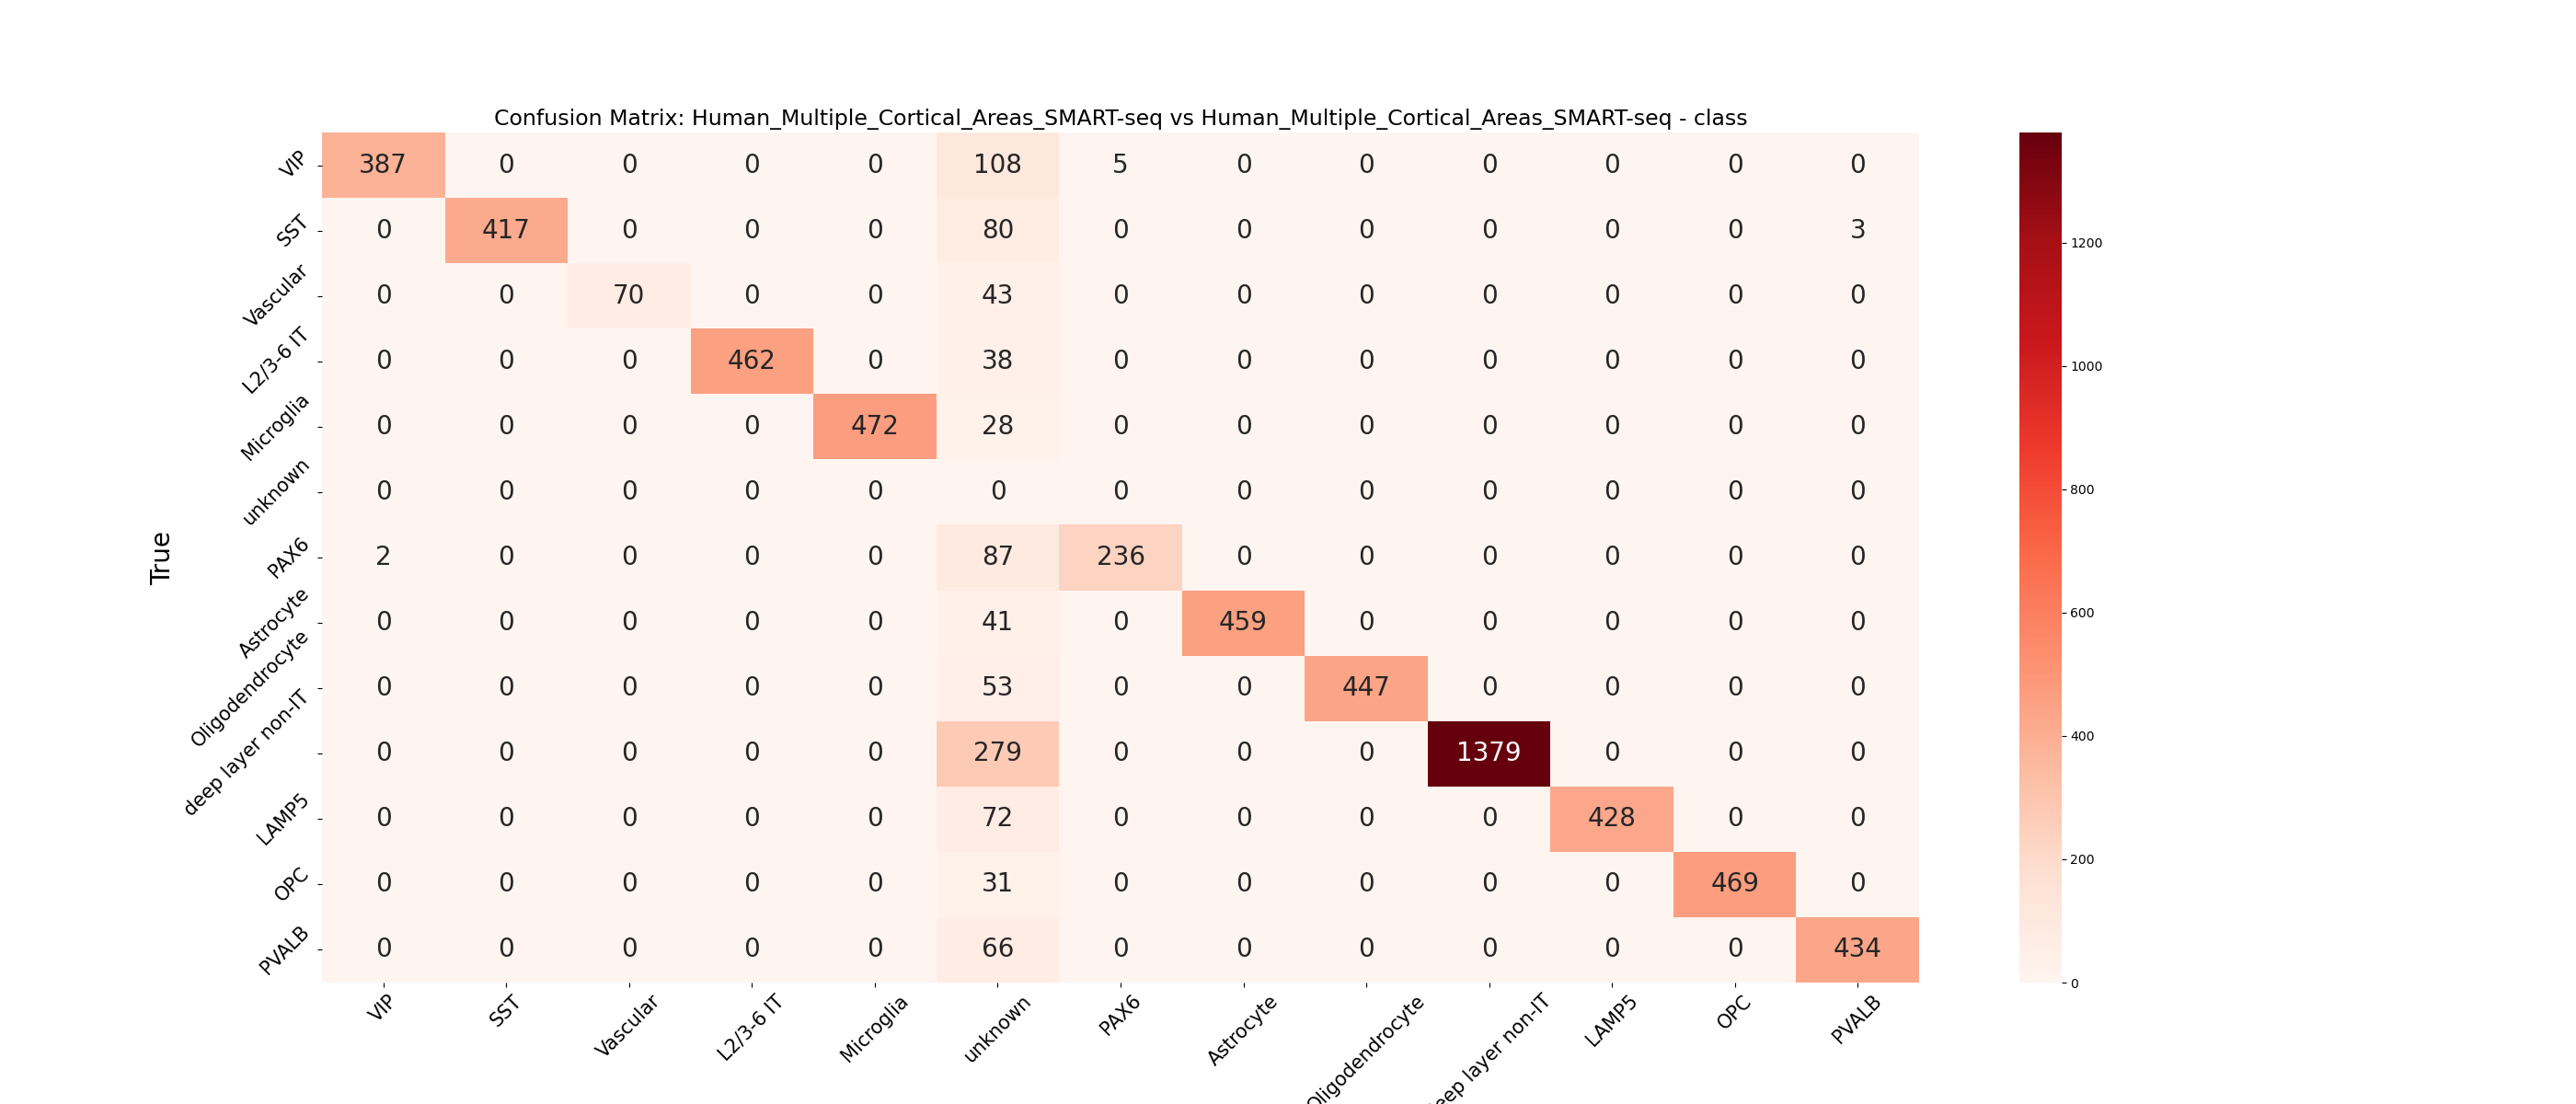 Confusion Matrix: Human_Multiple_Cortical_Areas_SMART-seq vs Human_Multiple_Cortical_Areas_SMART-seq - class
VIP 387 0 0 0 0 108 5 0 0 0 0 0 0
SST 0 417 0 0 0 80 0 0 0 0 0 0 3
Vascular 0 0 70 0 0 43 0 0 0 0 0 0 0
L2/3-6 IT 0 0 0 462 0 38 0 0 0 0 0 0 0
Microglia 0 0 0 0 472 28 0 0 0 0 0 0 0
unknown 0 0 0 0 0 0 0 0 0 0 0 0 0
PAX6 2 0 0 0 0 87 236 0 0 0 0 0 0
Astrocyte 0 0 0 0 0 41 0 459 0 0 0 0 0
Oligodendrocyte 0 0 0 0 0 53 0 0 447 0 0 0 0
deep layer non-IT 0 0 0 0 0 279 0 0 0 1379 0 0 0
LAMP5 0 0 0 0 0 72 0 0 0 0 428 0 0
OPC 0 0 0 0 0 31 0 0 0 0 0 469 0
PVALB 0 0 0 0 0 66 0 0 0 0 0 0 434
True
VIP SST Vascular L2/3-6 IT Microglia unknown PAX6 Astrocyte Oligodendrocyte eep layer non-IT LAMP5 OPC PVALB
1200
1000
800
600
400
200
0